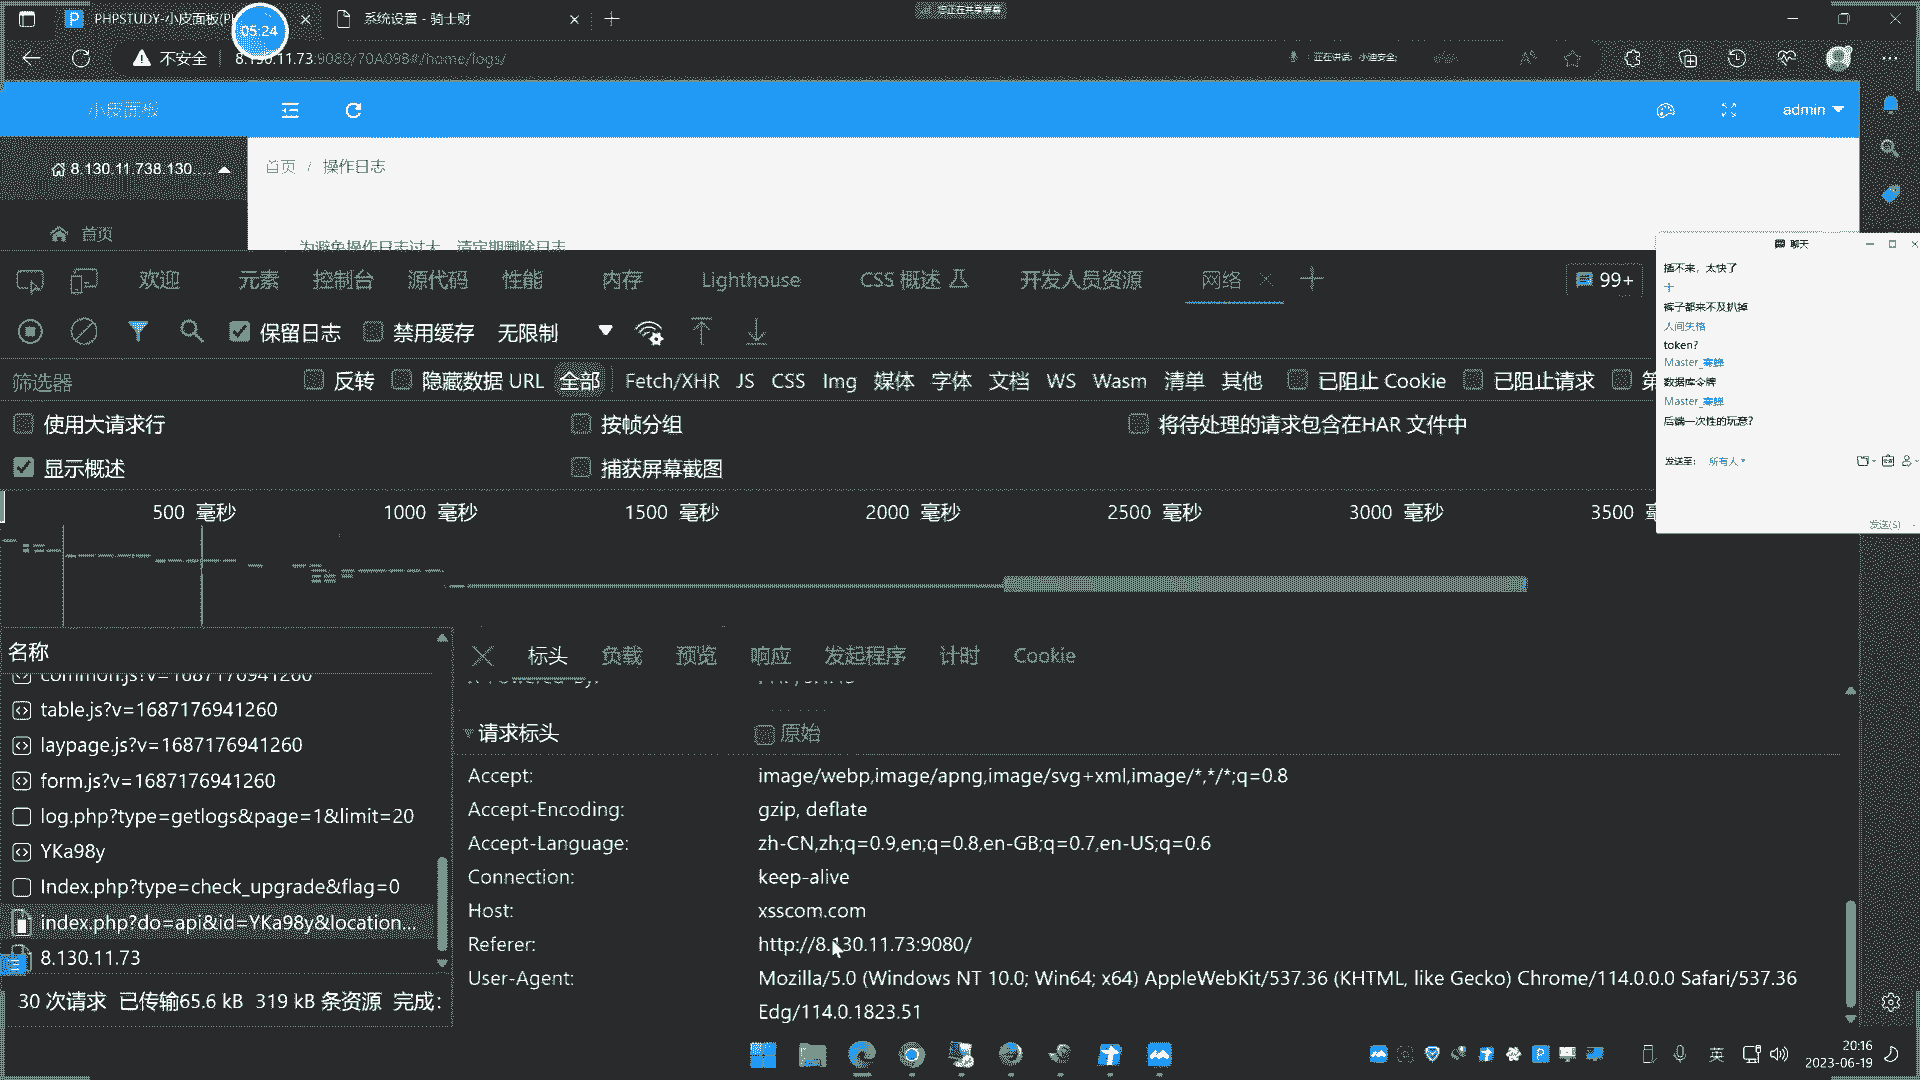 PHPSTUDY-小皮面板(P
05:24
系统设置 - 骑士财
不安全
8.130.11.73:9080/70A09B#/home/logs/
正在讲话: 小迪安全;
小皮面板
admin
8.130.11.738.130....
首页 / 操作日志
首页
为避免操作日志过大，请定期删除日志
聊天
插不来，太快了
十
裤子都来不及扒掉
人间失格
token?
Master_寒蝉
数据库令牌
Master_寒蝉
后端一次性的玩意?
发送至: 所有人
发送(S)
欢迎
元素
控制台
源代码
性能
内存
Lighthouse
CSS 概述
开发人员资源
网络
99+
保留日志
禁用缓存
无限制
筛选器
反转
隐藏数据 URL
全部
Fetch/XHR JS CSS Img 媒体 字体 文档 WS Wasm 清单 其他
已阻止 Cookie
已阻止请求
第
使用大请求行
按帧分组
将待处理的请求包含在HAR 文件中
显示概述
捕获屏幕截图
500 毫秒
1000 毫秒
1500 毫秒
2000 毫秒
2500 毫秒
3000 毫秒
3500
名称
common.js?v=1687176941260
table.js?v=1687176941260
laypage.js?v=1687176941260
form.js?v=1687176941260
log.php?type=getlogs&page=1&limit=20
YKa98y
Index.php?type=check_upgrade&flag=0
index.php?do=api&id=YKa98y&location...
8.130.11.73
30 次请求 已传输65.6 kB 319 kB 条资源 完成:
标头
负载
预览
响应
发起程序
计时
Cookie
请求标头
原始
Accept: image/webp,image/apng,image/svg+xml,image/*,*/*;q=0.8
Accept-Encoding: gzip, deflate
Accept-Language: zh-CN,zh;q=0.9,en;q=0.8,en-GB;q=0.7,en-US;q=0.6
Connection: keep-alive
Host: xsscom.com
Referer: http://8.130.11.73:9080/
User-Agent: Mozilla/5.0 (Windows NT 10.0; Win64; x64) AppleWebKit/537.36 (KHTML, like Gecko) Chrome/114.0.0.0 Safari/537.36
Edg/114.0.1823.51
英
20:16
2023-06-19